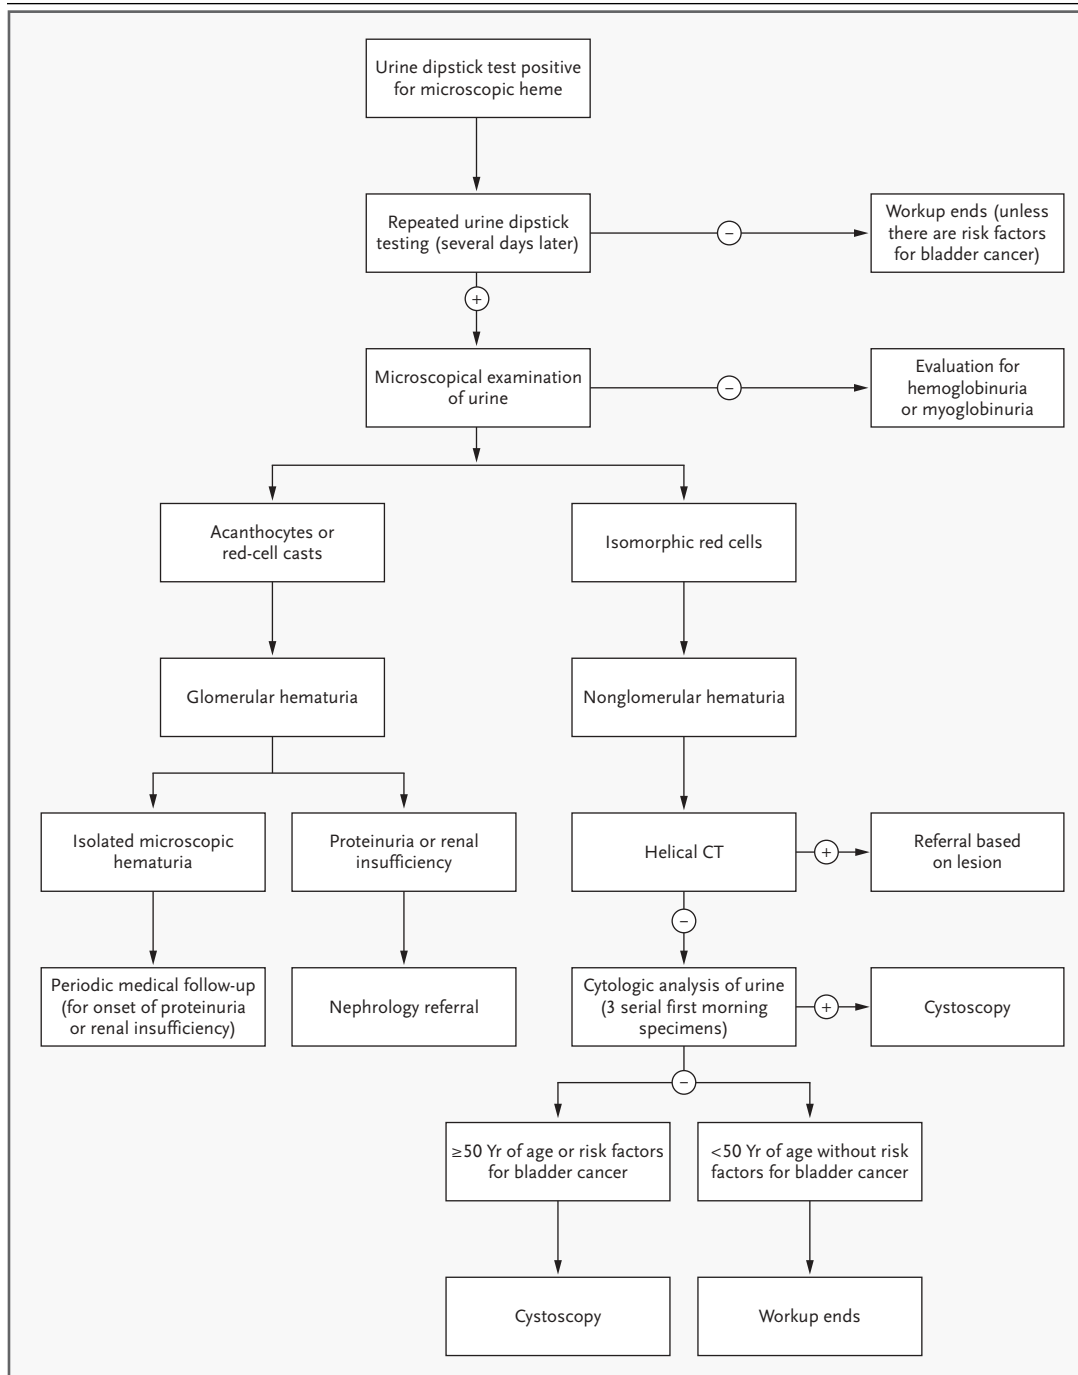 Urine dipstick test positive
for microscopic heme
Repeated urine dipstick
testing (several days later)
−
Workup ends (unless
there are risk factors
for bladder cancer)
+
Microscopical examination
of urine
−
Evaluation for
hemoglobinuria
or myoglobinuria
Acanthocytes or
red-cell casts
Isomorphic red cells
Glomerular hematuria
Nonglomerular hematuria
Isolated microscopic
hematuria
Proteinuria or renal
insufficiency
Helical CT
+
Referral based
on lesion
−
Periodic medical follow-up
(for onset of proteinuria
or renal insufficiency)
Nephrology referral
Cytologic analysis of urine
(3 serial first morning
specimens)
+
Cystoscopy
−
≥50 Yr of age or risk factors
for bladder cancer
<50 Yr of age without risk
factors for bladder cancer
Cystoscopy
Workup ends